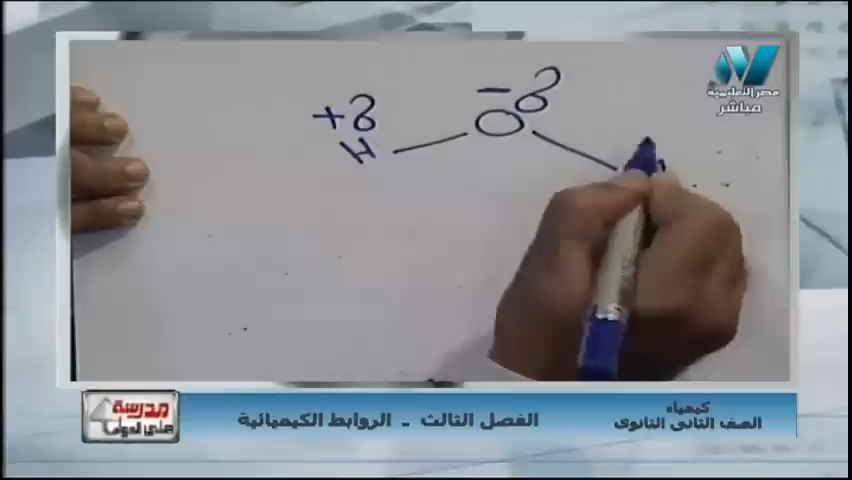 مصر التعليمية
مباشر
+δ
−δ
H
O
مدرسة
على الهواء
الفصل الثالث - الروابط الكيميائية
كيمياء
الصف الثانى الثانوى